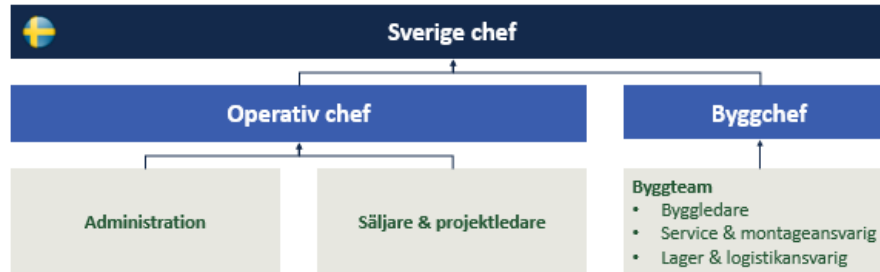 Sverige chef
Operativ chef
Byggchef
Administration
Säljare & projektledare
Byggteam
• Byggledare
• Service & montageansvarig
• Lager & logistikansvarig